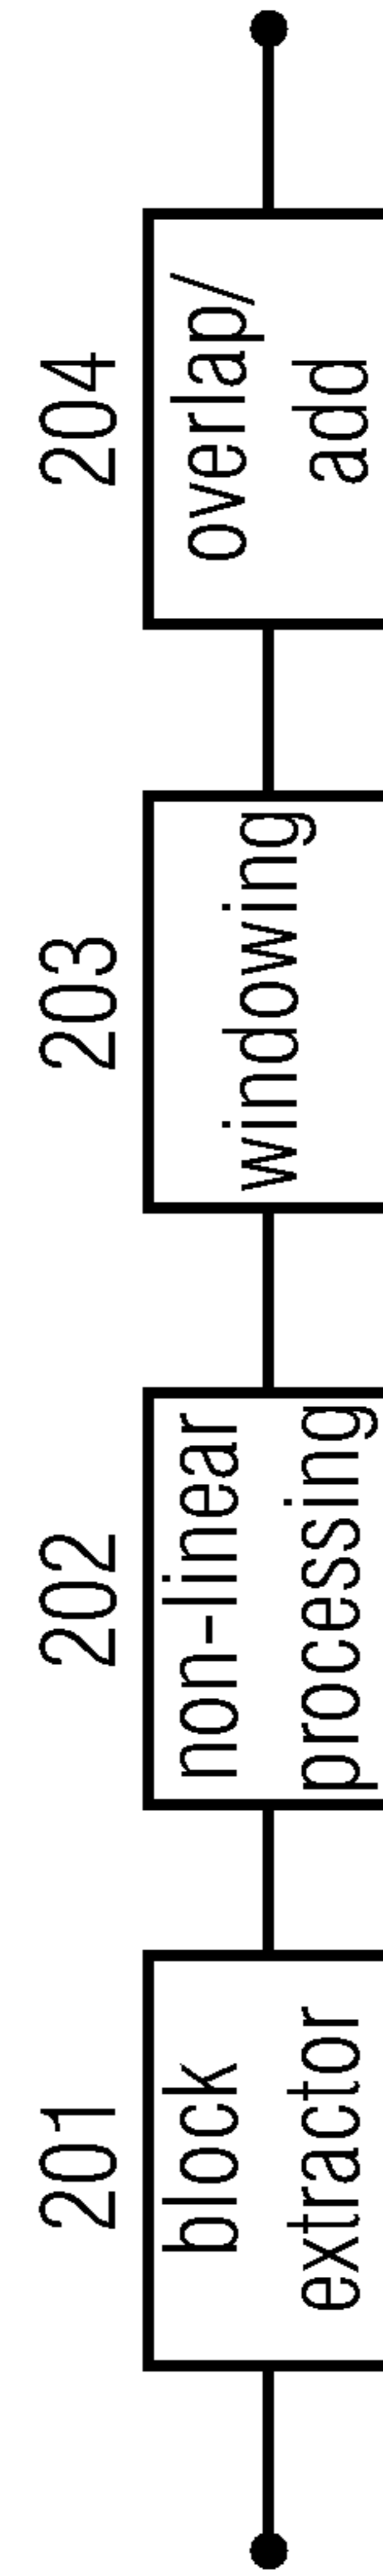 201
block
extractor
202
non-linear
processing
203
windowing
204
overlap/
add